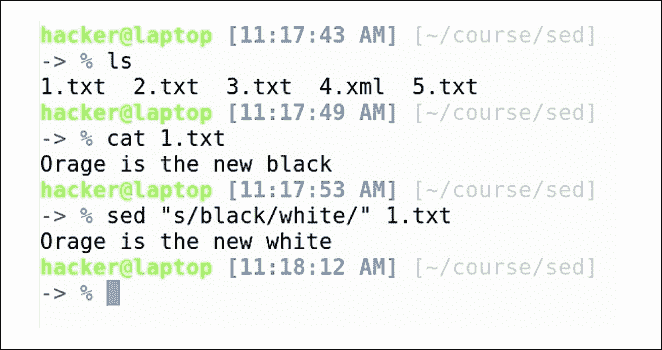 hacker@laptop [11:17:43 AM] [~/course/sed]
-> % ls
1.txt  2.txt  3.txt  4.xml  5.txt
hacker@laptop [11:17:49 AM] [~/course/sed]
-> % cat 1.txt
Orage is the new black
hacker@laptop [11:17:53 AM] [~/course/sed]
-> % sed "s/black/white/" 1.txt
Orage is the new white
hacker@laptop [11:18:12 AM] [~/course/sed]
-> %